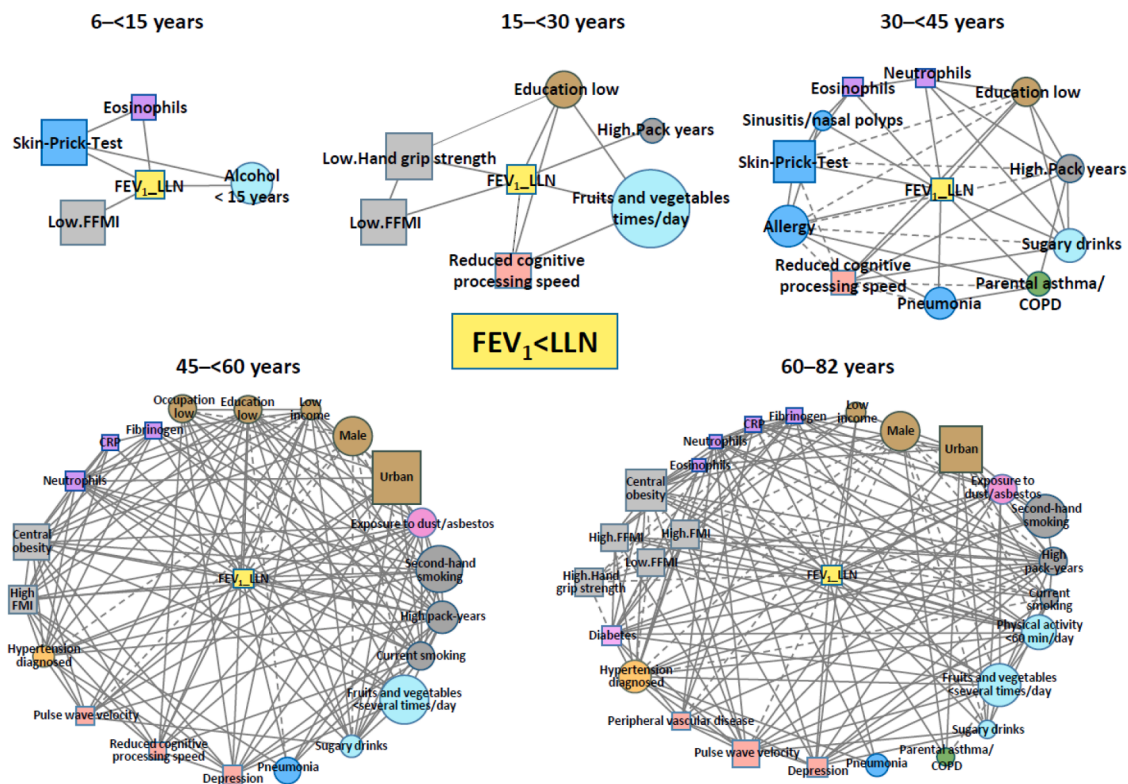 6–<15 years
Eosinophils
Skin-Prick-Test
Alcohol
< 15 years
FEV₁_LLN
Low.FFMI
15–<30 years
Education low
High.Pack years
Low.Hand grip strength
FEV₁_LLN
Fruits and vegetables
times/day
Low.FFMI
Reduced cognitive
processing speed
30–<45 years
Neutrophils
Eosinophils
Education low
Sinusitis/nasal polyps
Skin-Prick-Test
High.Pack years
FEV₁_LLN
Allergy
Sugary drinks
Reduced cognitive
processing speed
Parental asthma/
COPD
Pneumonia
FEV₁<LLN
45–<60 years
Occupation
low
Education
low
Low
income
Fibrinogen
Male
CRP
Neutrophils
Urban
Exposure to dust/asbestos
Central
obesity
Second-hand
smoking
FEV₁_LLN
High
FMI
High pack-years
Hypertension
diagnosed
Current smoking
Fruits and vegetables
<several times/day
Pulse wave velocity
Reduced cognitive
processing speed
Sugary drinks
Pneumonia
Depression
60–82 years
Low
income
Fibrinogen
CRP
Male
Neutrophils
Urban
Eosinophils
Central
obesity
Exposure to
dust/asbestos
Second-hand
smoking
High.FFMI
High.FMI
Low.FFMI
High
pack-years
FEV₁_LLN
High.Hand
grip strength
Current
smoking
Diabetes
Physical activity
<60 min/day
Hypertension
diagnosed
Fruits and vegetables
<several times/day
Peripheral vascular disease
Sugary drinks
Pulse wave velocity
Parental asthma/
COPD
Pneumonia
Depression